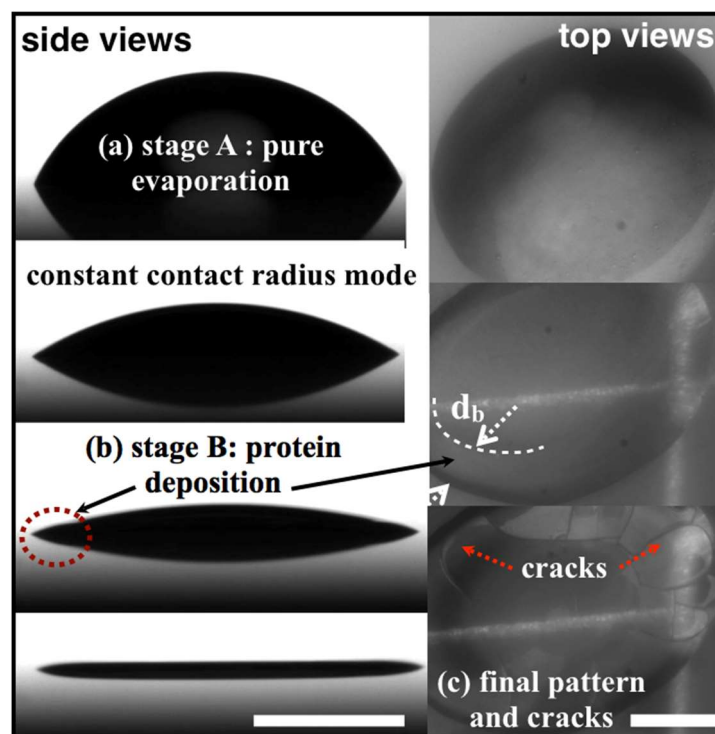 side views
top views
(a) stage A : pure
evaporation
constant contact radius mode
d_b
(b) stage B: protein
deposition
cracks
(c) final pattern
and cracks